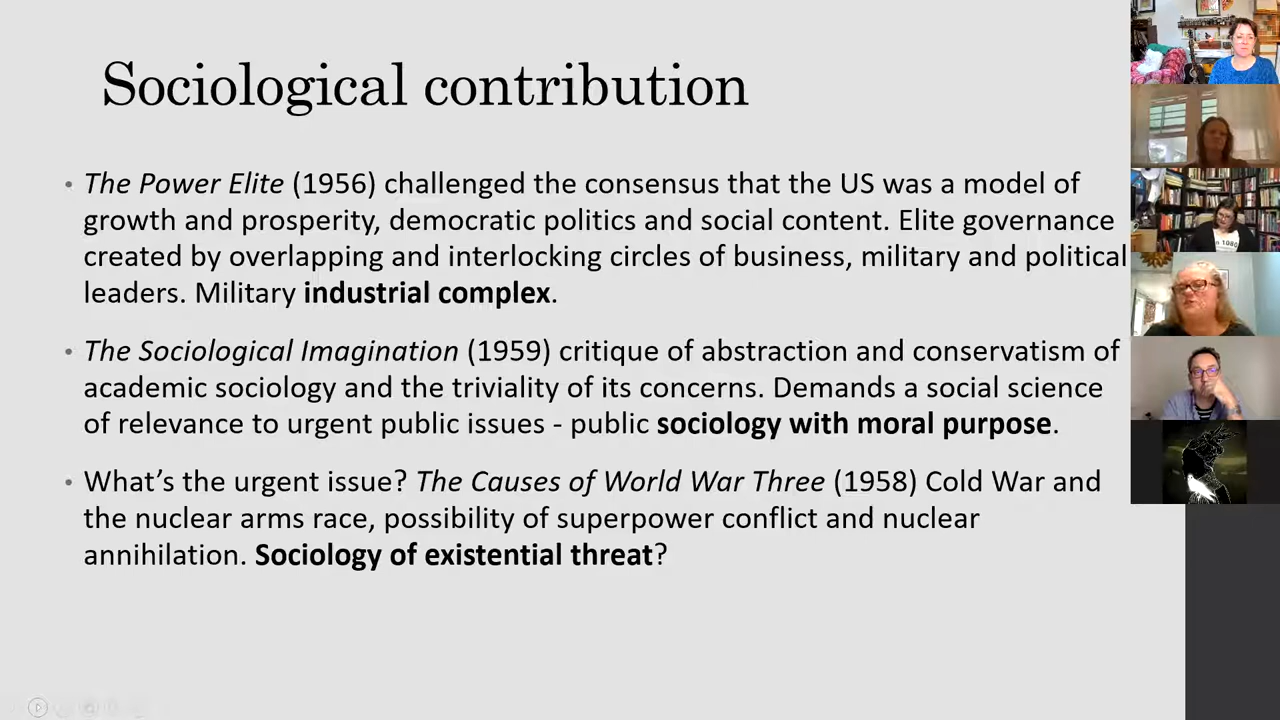 Sociological contribution
• The Power Elite (1956) challenged the consensus that the US was a model of
growth and prosperity, democratic politics and social content. Elite governance
created by overlapping and interlocking circles of business, military and political
leaders. Military industrial complex.
• The Sociological Imagination (1959) critique of abstraction and conservatism of
academic sociology and the triviality of its concerns. Demands a social science
of relevance to urgent public issues - public sociology with moral purpose.
• What's the urgent issue? The Causes of World War Three (1958) Cold War and
the nuclear arms race, possibility of superpower conflict and nuclear
annihilation. Sociology of existential threat?